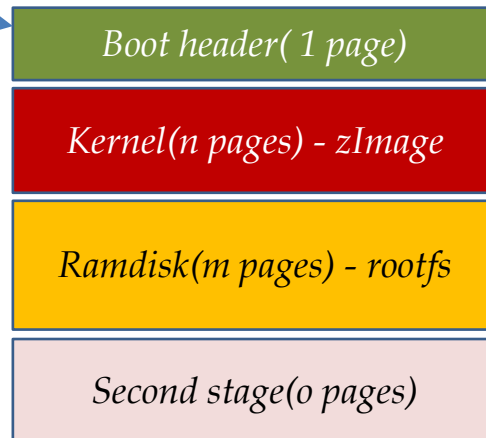 Boot header( 1 page)
Kernel(n pages) - zImage
Ramdisk(m pages) - rootfs
Second stage(o pages)